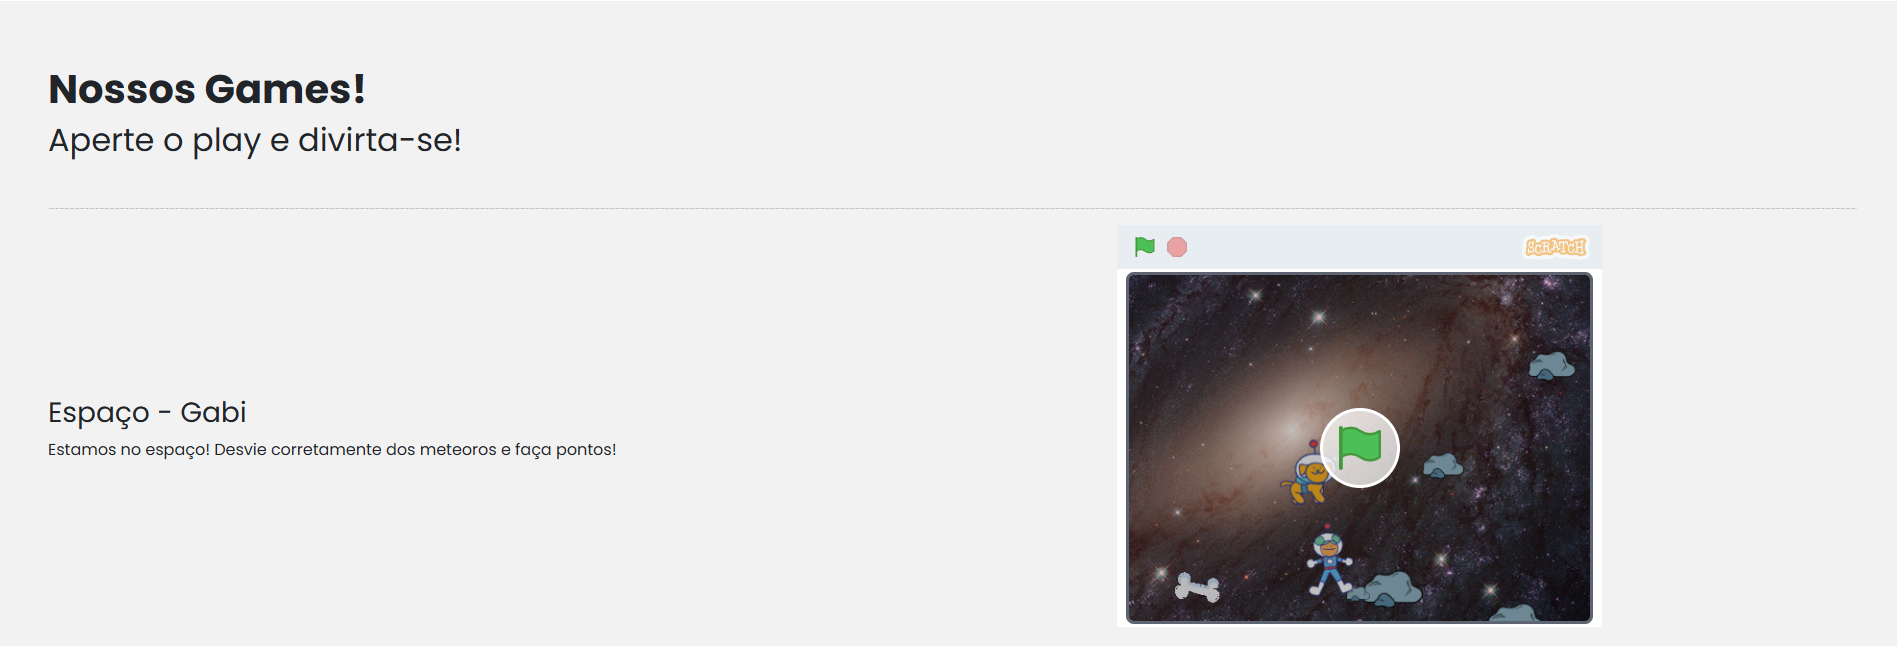 Nossos Games!
Aperte o play e divirta-se!
SCRATCH
Espaço - Gabi
Estamos no espaço! Desvie corretamente dos meteoros e faça pontos!